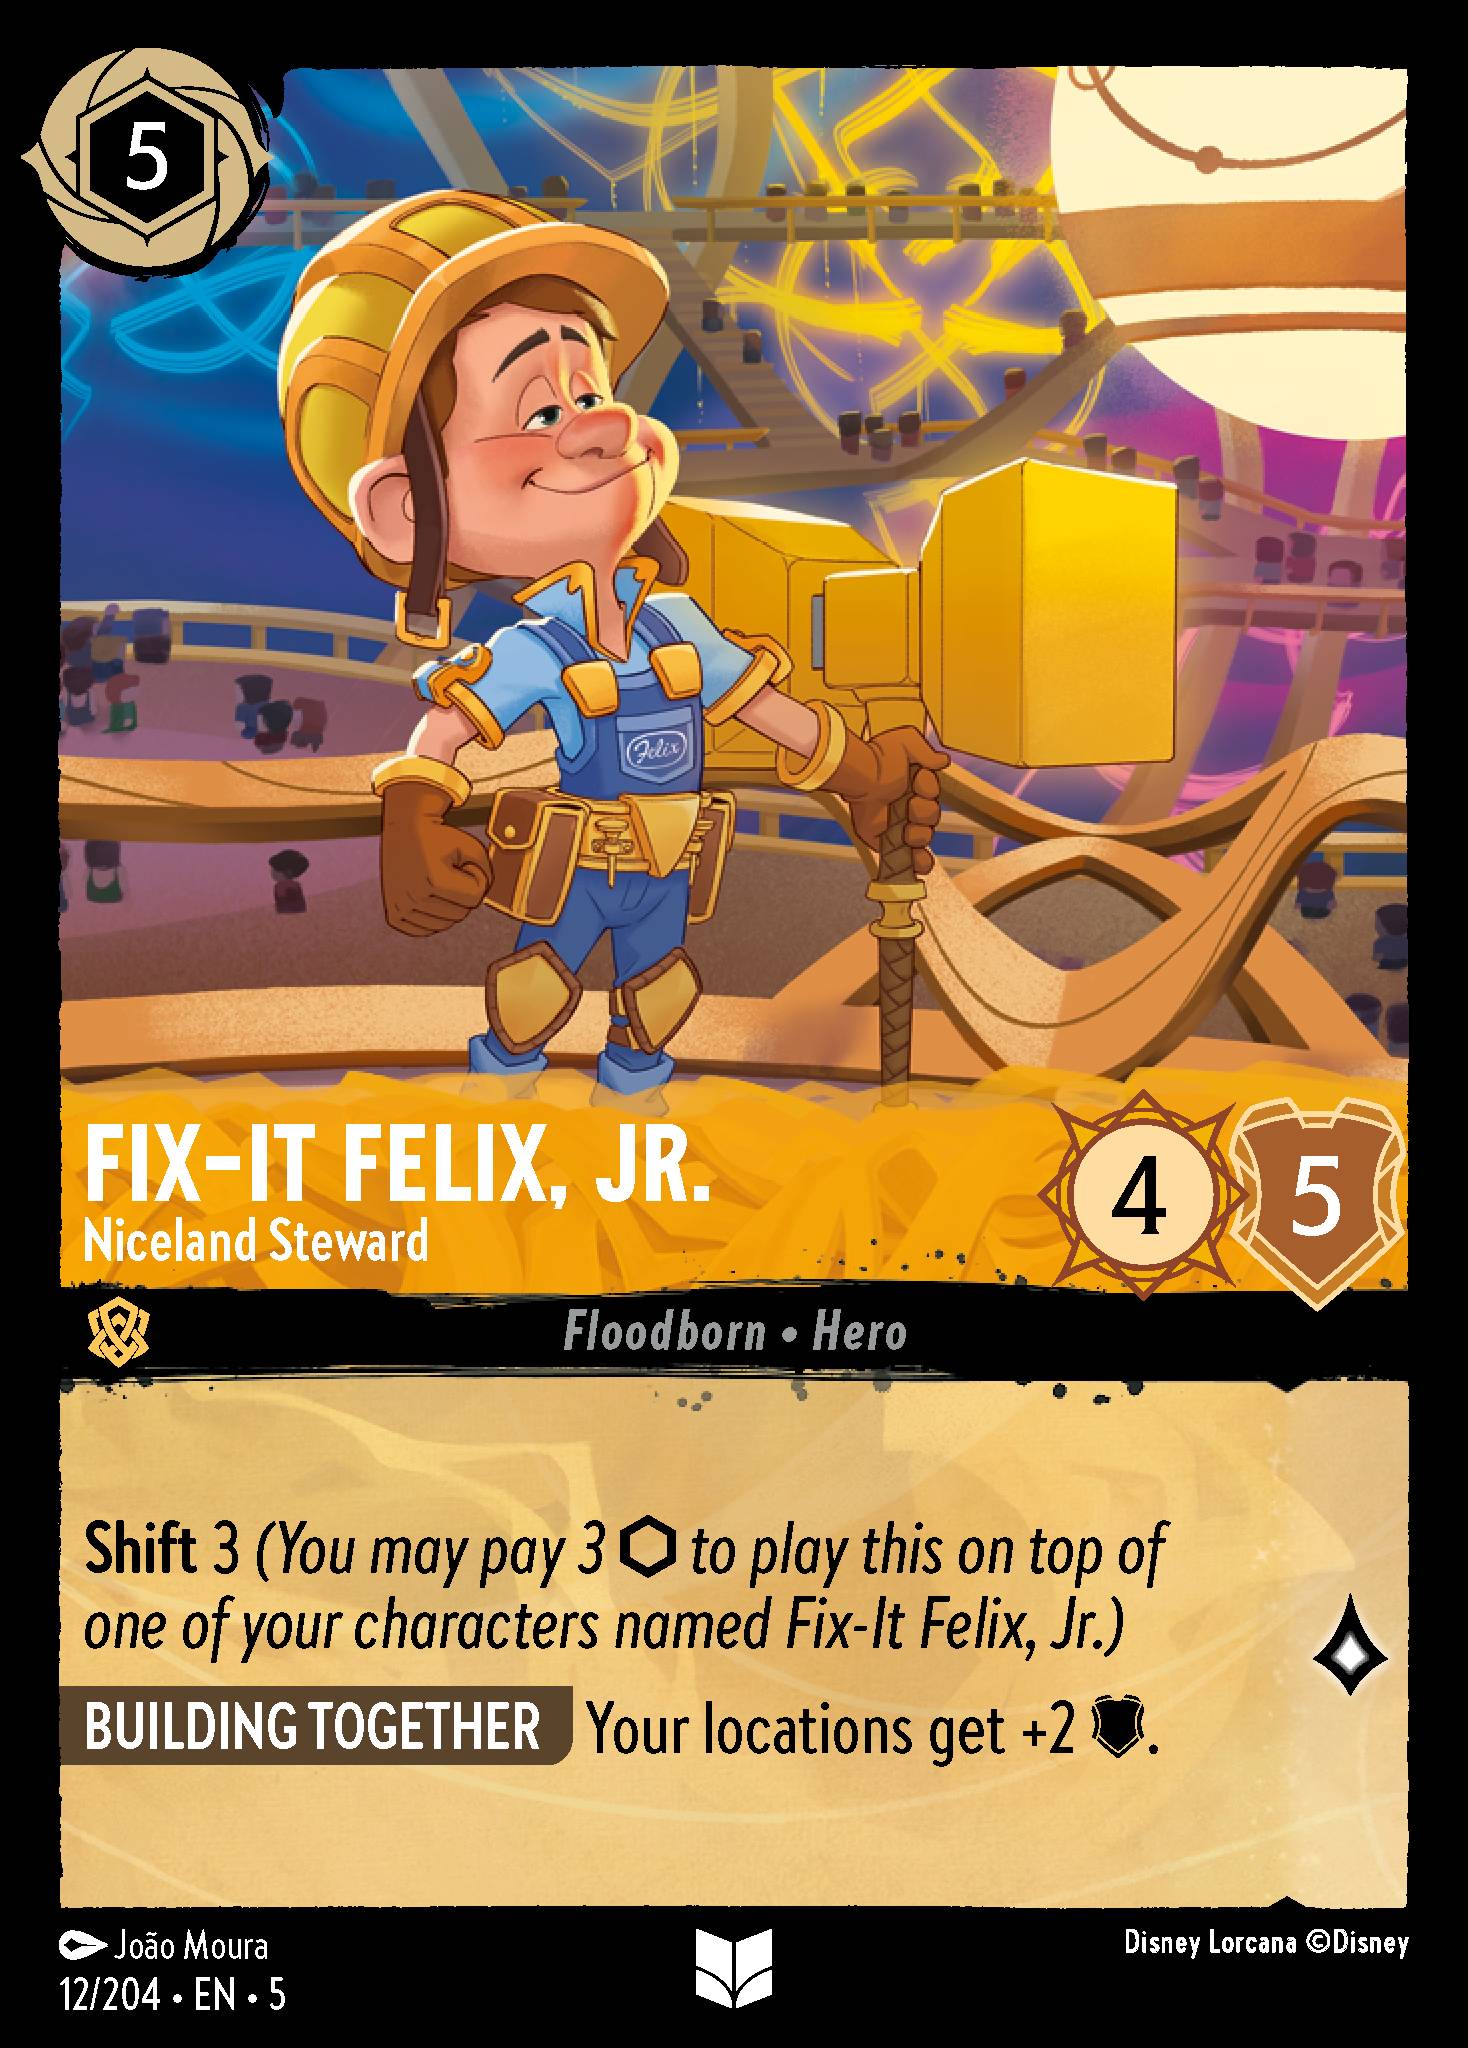 5
Felix
FIX-IT FELIX, JR.
Niceland Steward
4
5
Floodborn • Hero
Shift 3 (You may pay 3 ⬡ to play this on top of
one of your characters named Fix-It Felix, Jr.)
BUILDING TOGETHER Your locations get +2 .
João Moura
12/204 • EN • 5
Disney Lorcana ©Disney